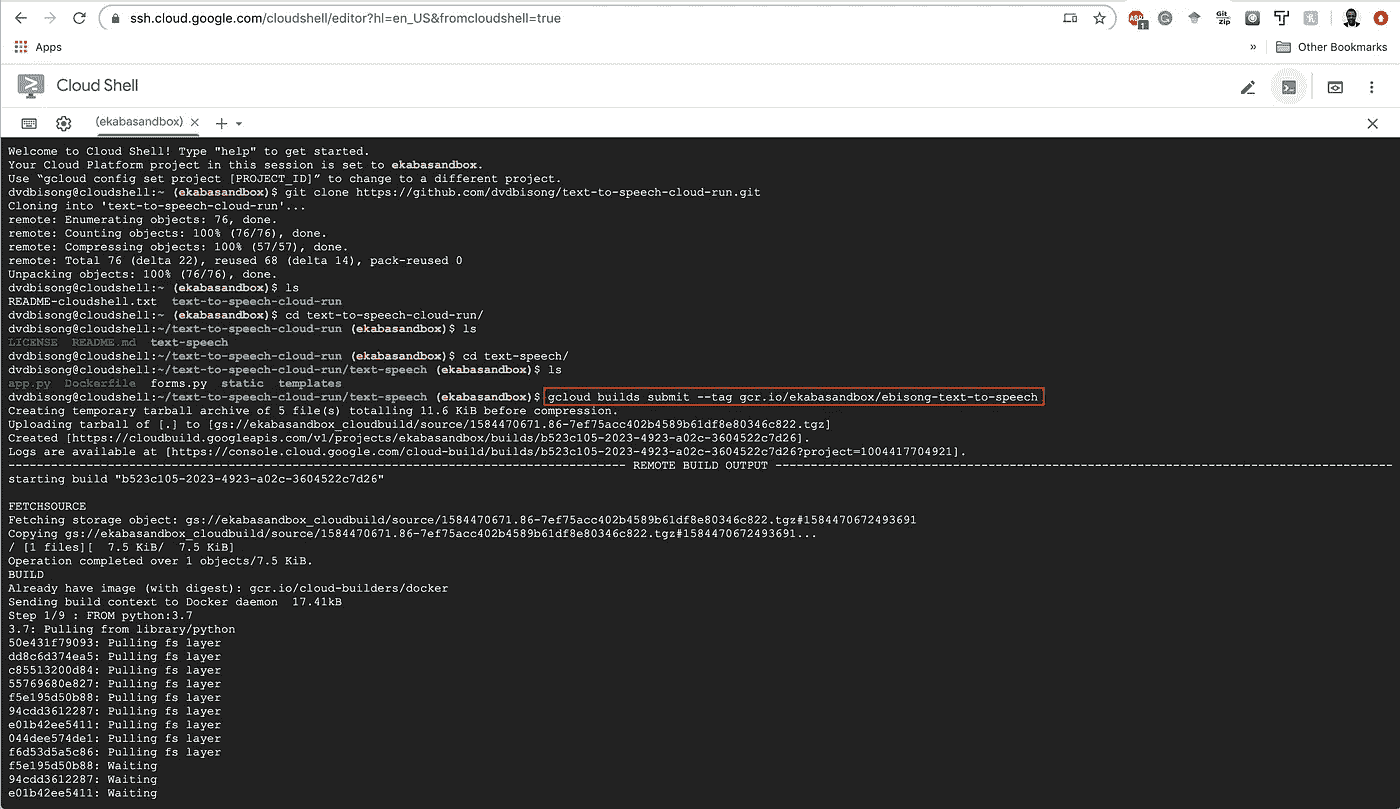 ssh.cloud.google.com/cloudshell/editor?hl=en_US&fromcloudshell=true
Apps
» Other Bookmarks
Cloud Shell
(ekabasandbox)
Welcome to Cloud Shell! Type "help" to get started.
Your Cloud Platform project in this session is set to ekabasandbox.
Use “gcloud config set project [PROJECT_ID]” to change to a different project.
dvdbisong@cloudshell:~ (ekabasandbox)$ git clone https://github.com/dvdbisong/text-to-speech-cloud-run.git
Cloning into 'text-to-speech-cloud-run'...
remote: Enumerating objects: 76, done.
remote: Counting objects: 100% (76/76), done.
remote: Compressing objects: 100% (57/57), done.
remote: Total 76 (delta 22), reused 68 (delta 14), pack-reused 0
Unpacking objects: 100% (76/76), done.
dvdbisong@cloudshell:~ (ekabasandbox)$ ls
README-cloudshell.txt  text-to-speech-cloud-run
dvdbisong@cloudshell:~ (ekabasandbox)$ cd text-to-speech-cloud-run/
dvdbisong@cloudshell:~/text-to-speech-cloud-run (ekabasandbox)$ ls
LICENSE  README.md  text-speech
dvdbisong@cloudshell:~/text-to-speech-cloud-run (ekabasandbox)$ cd text-speech/
dvdbisong@cloudshell:~/text-to-speech-cloud-run/text-speech (ekabasandbox)$ ls
app.py  Dockerfile  forms.py  static  templates
dvdbisong@cloudshell:~/text-to-speech-cloud-run/text-speech (ekabasandbox)$ gcloud builds submit --tag gcr.io/ekabasandbox/ebisong-text-to-speech
Creating temporary tarball archive of 5 file(s) totalling 11.6 KiB before compression.
Uploading tarball of [.] to [gs://ekabasandbox_cloudbuild/source/1584470671.86-7ef75acc402b4589b61df8e80346c822.tgz]
Created [https://cloudbuild.googleapis.com/v1/projects/ekabasandbox/builds/b523c105-2023-4923-a02c-3604522c7d26].
Logs are available at [https://console.cloud.google.com/cloud-build/builds/b523c105-2023-4923-a02c-3604522c7d26?project=1004417704921].
REMOTE BUILD OUTPUT
starting build "b523c105-2023-4923-a02c-3604522c7d26"
FETCHSOURCE
Fetching storage object: gs://ekabasandbox_cloudbuild/source/1584470671.86-7ef75acc402b4589b61df8e80346c822.tgz#1584470672493691
Copying gs://ekabasandbox_cloudbuild/source/1584470671.86-7ef75acc402b4589b61df8e80346c822.tgz#1584470672493691...
/ [1 files][  7.5 KiB/  7.5 KiB]
Operation completed over 1 objects/7.5 KiB.
BUILD
Already have image (with digest): gcr.io/cloud-builders/docker
Sending build context to Docker daemon  17.41kB
Step 1/9 : FROM python:3.7
3.7: Pulling from library/python
50e431f79093: Pulling fs layer
dd8c6d374ea5: Pulling fs layer
c85513200d84: Pulling fs layer
55769680e827: Pulling fs layer
f5e195d50b88: Pulling fs layer
94cdd3612287: Pulling fs layer
e01b42ee5411: Pulling fs layer
044dee574de1: Pulling fs layer
f6d53d5a5c86: Pulling fs layer
f5e195d50b88: Waiting
94cdd3612287: Waiting
e01b42ee5411: Waiting